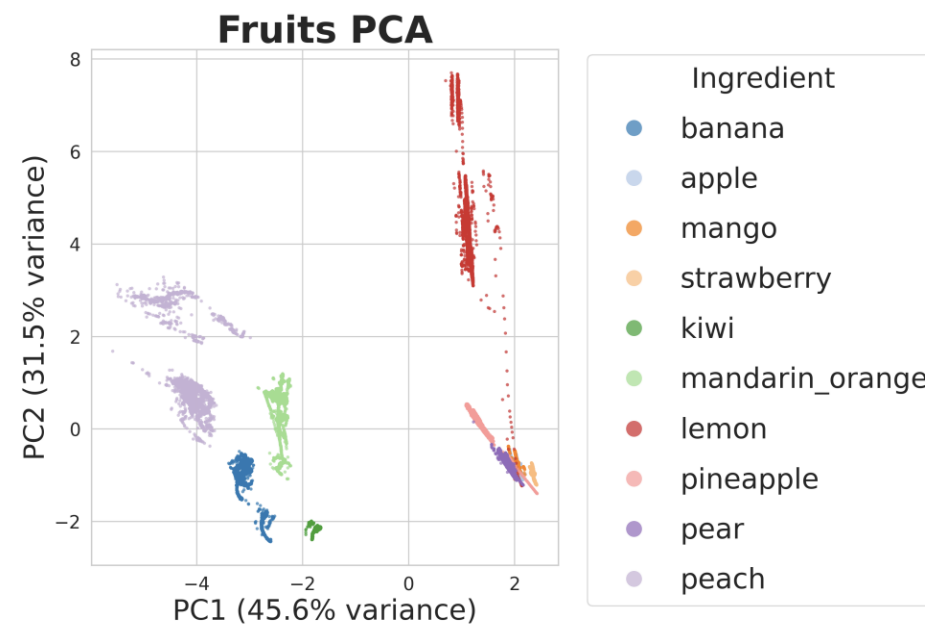 Fruits PCA
8
6
4
2
0
−2
−4
−2
0
2
PC2 (31.5% variance)
PC1 (45.6% variance)
Ingredient
banana
apple
mango
strawberry
kiwi
mandarin_orange
lemon
pineapple
pear
peach